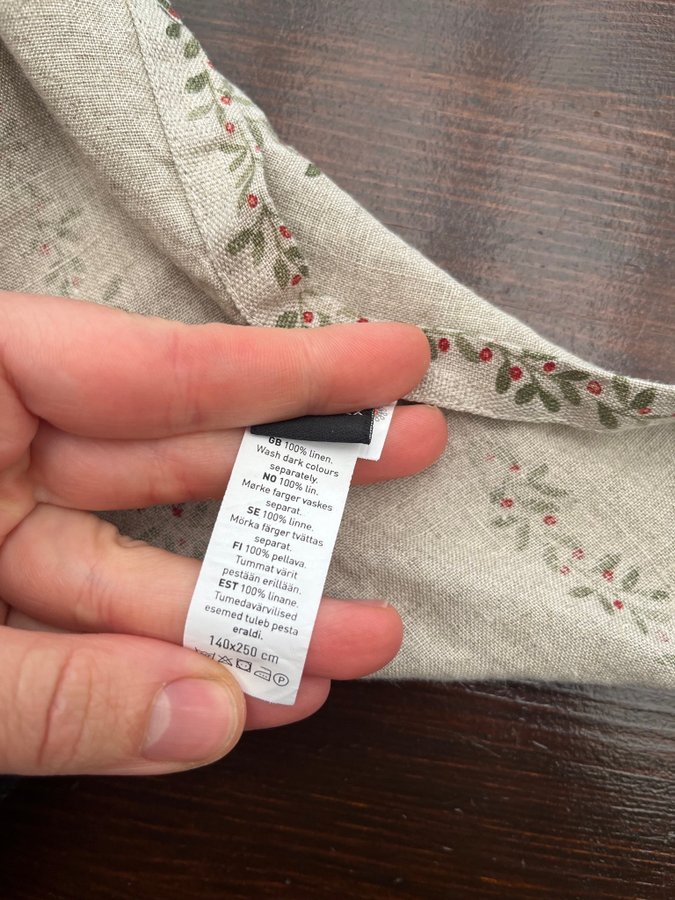 GB 100% linen.
Wash dark colours
separately.
NO 100% lin.
Mørke farger vaskes
separat.
SE 100% linne.
Mörka färger tvättas
separat.
FI 100% pellava.
Tummat värit
pestään erillään.
EST 100% linane.
Tumedavärvilised
esemed tuleb pesta
eraldi.
140x250 cm
P